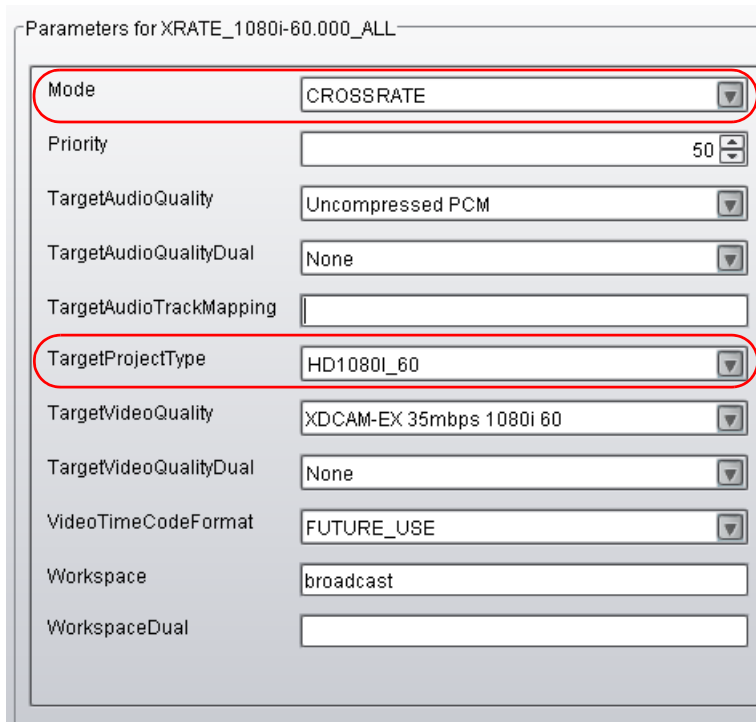 Parameters for XRATE_1080i-60.000_ALL
Mode CROSSRATE
Priority 50
TargetAudioQuality Uncompressed PCM
TargetAudioQualityDual None
TargetAudioTrackMapping
TargetProjectType HD1080I_60
TargetVideoQuality XDCAM-EX 35mbps 1080i 60
TargetVideoQualityDual None
VideoTimeCodeFormat FUTURE_USE
Workspace broadcast
WorkspaceDual